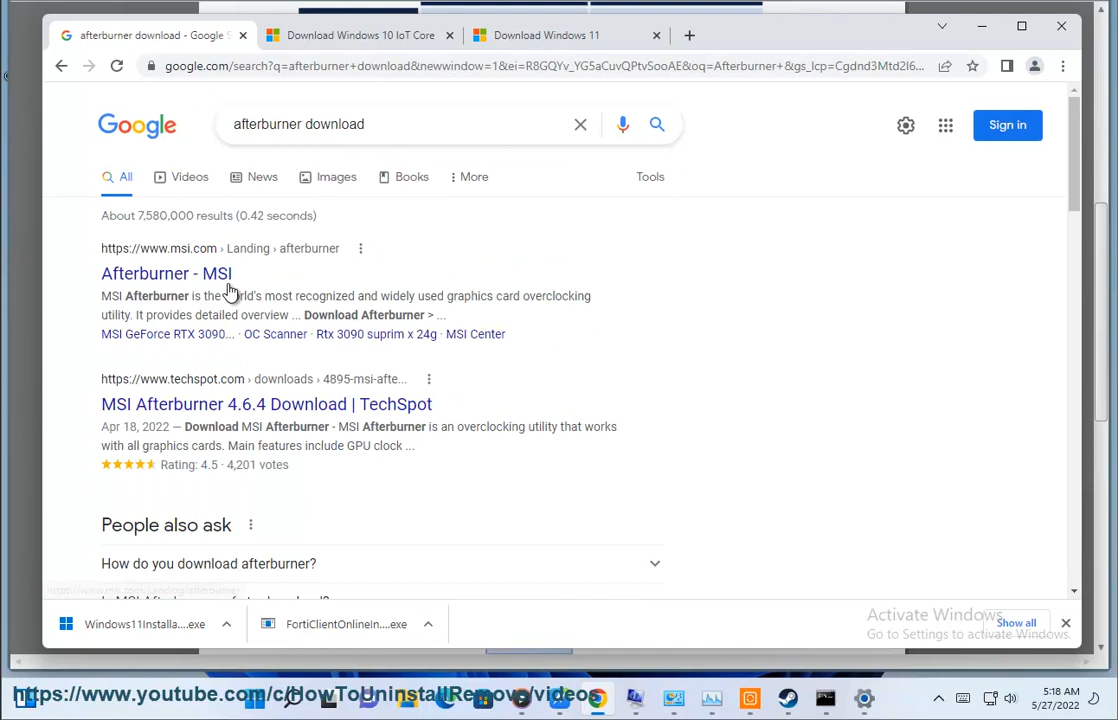 afterburner download - Google S
Download Windows 10 IoT Core
Download Windows 11
google.com/search?q=afterburner+download&newwindow=1&ei=R8GQYv_YG5aCuvQPtvSooAE&oq=Afterburner+&gs_lcp=Cgdnd3Mtd2l6...
Google
afterburner download
Sign in
All
Videos
News
Images
Books
More
Tools
About 7,580,000 results (0.42 seconds)
https://www.msi.com › Landing › afterburner
Afterburner - MSI
MSI Afterburner is the world's most recognized and widely used graphics card overclocking
utility. It provides detailed overview ... Download Afterburner > ...
MSI GeForce RTX 3090... · OC Scanner · Rtx 3090 suprim x 24g · MSI Center
https://www.techspot.com › downloads › 4895-msi-afte...
MSI Afterburner 4.6.4 Download | TechSpot
Apr 18, 2022 — Download MSI Afterburner - MSI Afterburner is an overclocking utility that works
with all graphics cards. Main features include GPU clock ...
Rating: 4.5 · 4,201 votes
People also ask
How do you download afterburner?
https://www.msi.com/Landing/afterburner
Windows11Installa....exe
FortiClientOnlineIn....exe
Show all
Activate Windows
Go to Settings to activate Windows.
https://www.youtube.com/c/HowToUninstallRemove/videos
5:18 AM
5/27/2022